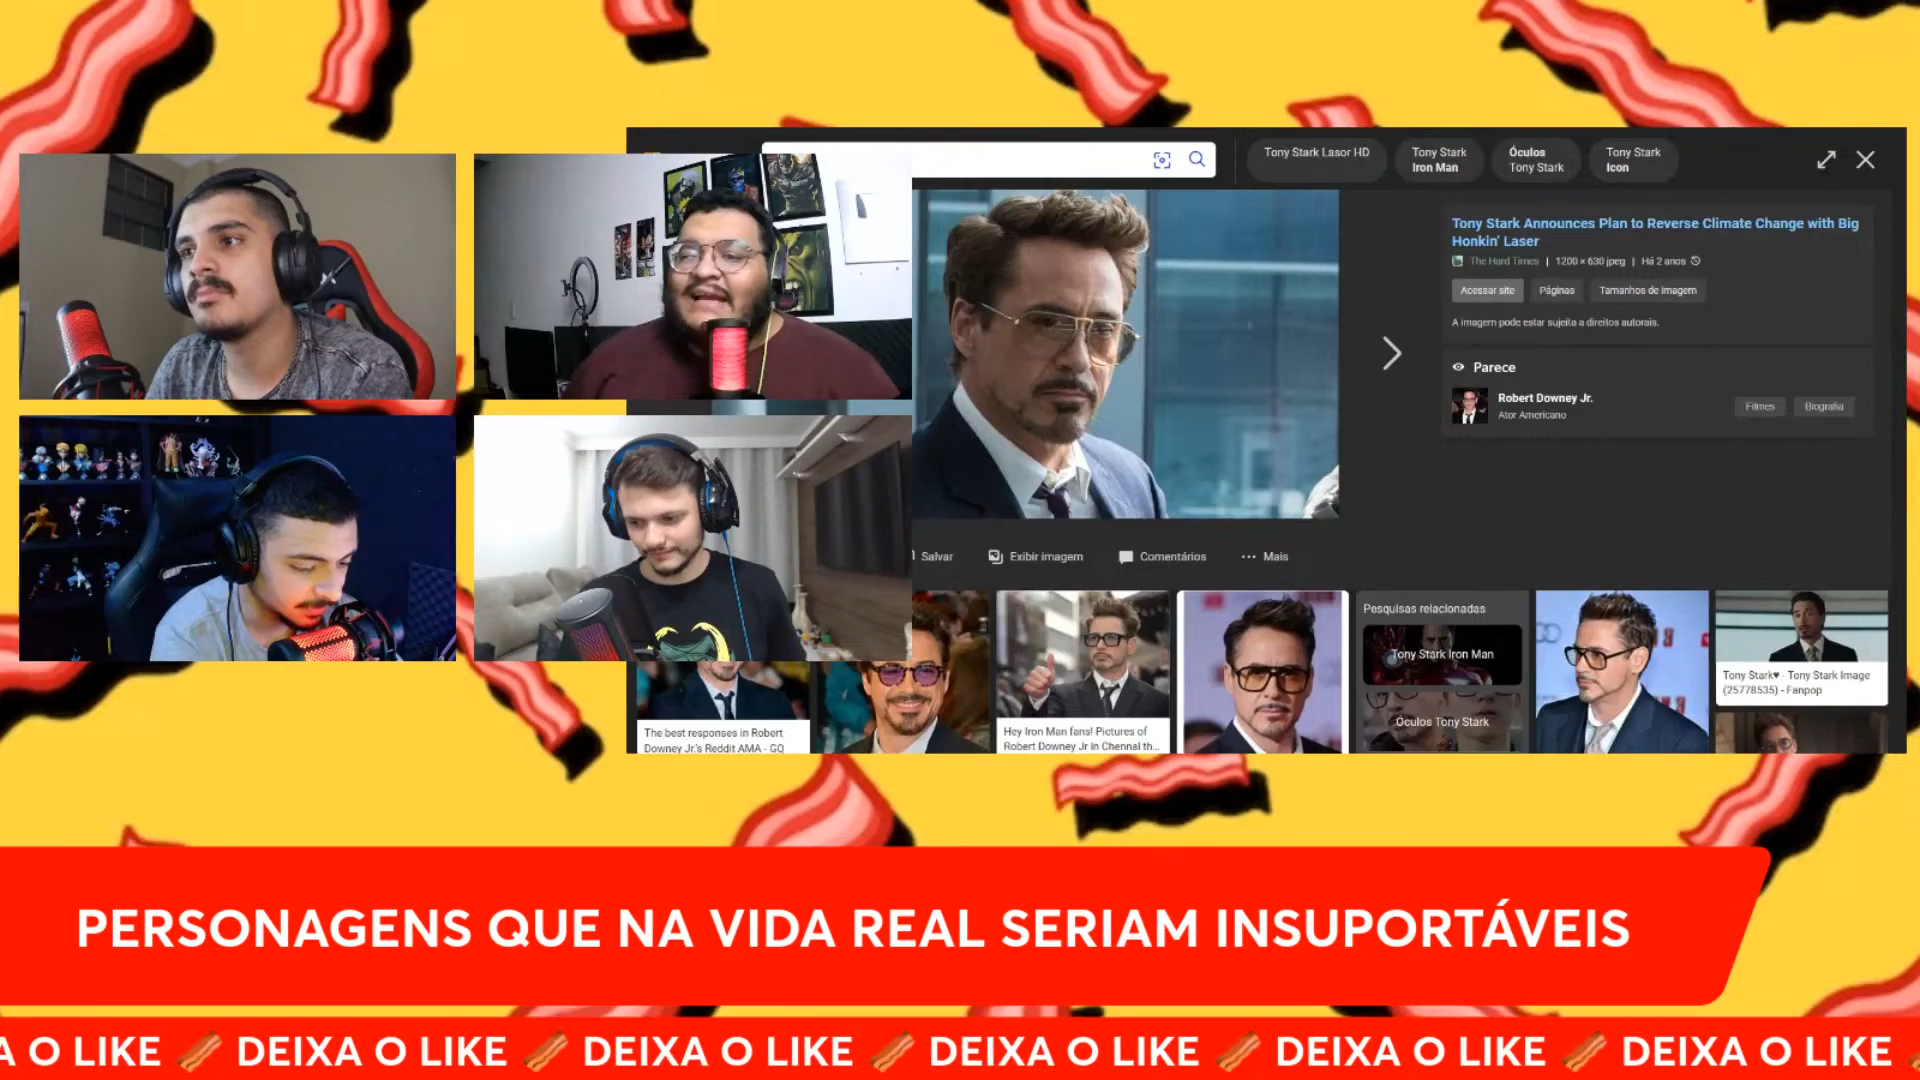 Tony Stark Lasor HD
Tony Stark
Iron Man
Óculos
Tony Stark
Tony Stark
Icon
Tony Stark Announces Plan to Reverse Climate Change with Big
Honkin' Laser
The Hard Times | 1200 × 630 jpeg | Há 2 anos
Acessar site
Páginas
Tamanhos de imagem
A imagem pode estar sujeita a direitos autorais.
Parece
Robert Downey Jr.
Ator Americano
Filmes
Biografia
Salvar
Exibir imagem
Comentários
Mais
The best responses in Robert
Downey Jr.'s Reddit AMA - GQ
Hey Iron Man fans! Pictures of
Robert Downey Jr in Chennai th...
Pesquisas relacionadas
Tony Stark Iron Man
Óculos Tony Stark
Tony Stark♥ - Tony Stark Image
(25778535) - Fanpop
PERSONAGENS QUE NA VIDA REAL SERIAM INSUPORTÁVEIS
A O LIKE DEIXA O LIKE DEIXA O LIKE DEIXA O LIKE DEIXA O LIKE DEIXA O LIKE